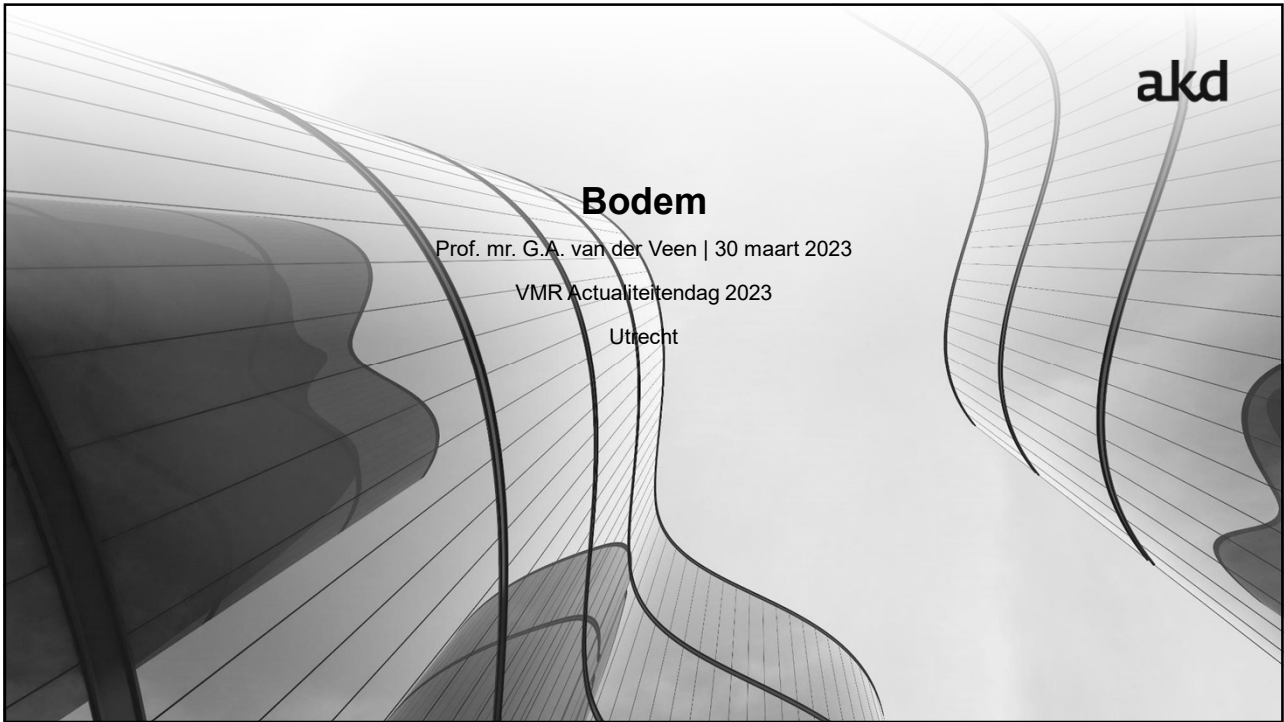 akd
Bodem
Prof. mr. G.A. van der Veen | 30 maart 2023
VMR Actualiteitendag 2023
Utrecht